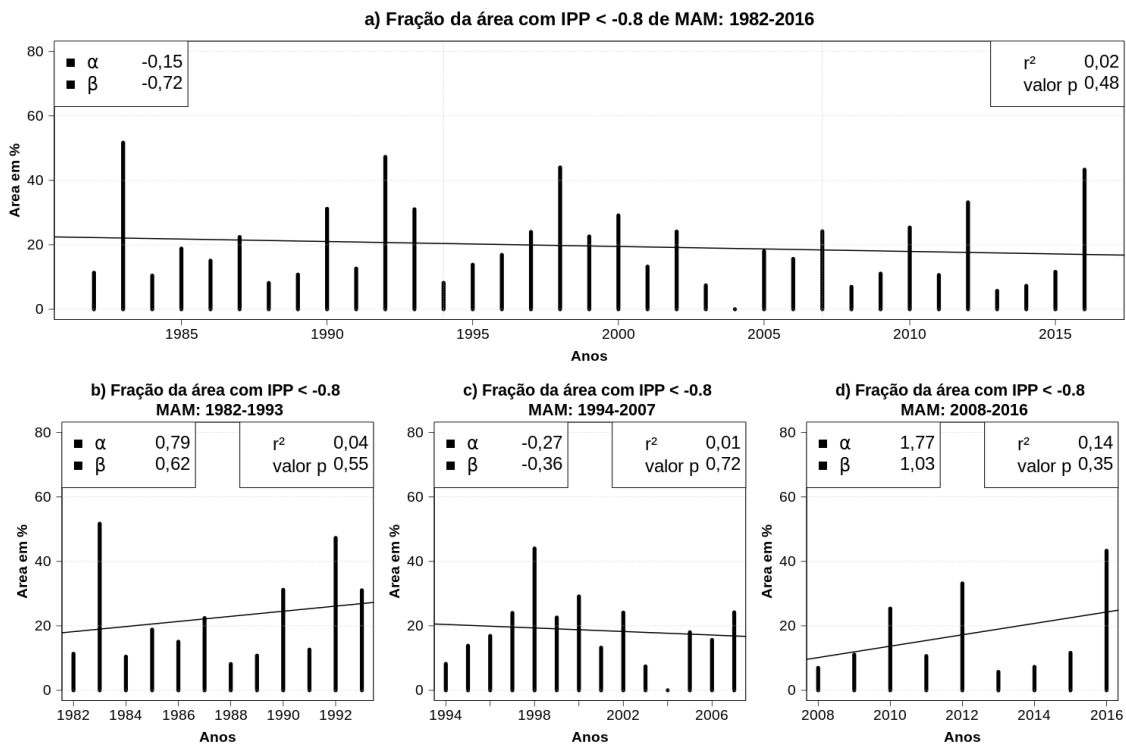 a) Fração da área com IPP < -0.8 de MAM: 1982-2016
α -0,15
β -0,72
r² 0,02
valor p 0,48
Area em %
80
60
40
20
0
1985 1990 1995 2000 2005 2010 2015
Anos
b) Fração da área com IPP < -0.8
MAM: 1982-1993
α 0,79
β 0,62
r² 0,04
valor p 0,55
Area em %
80
60
40
20
0
1982 1984 1986 1988 1990 1992
Anos
c) Fração da área com IPP < -0.8
MAM: 1994-2007
α -0,27
β -0,36
r² 0,01
valor p 0,72
Area em %
80
60
40
20
0
1994 1998 2002 2006
Anos
d) Fração da área com IPP < -0.8
MAM: 2008-2016
α 1,77
β 1,03
r² 0,14
valor p 0,35
Area em %
80
60
40
20
0
2008 2010 2012 2014 2016
Anos